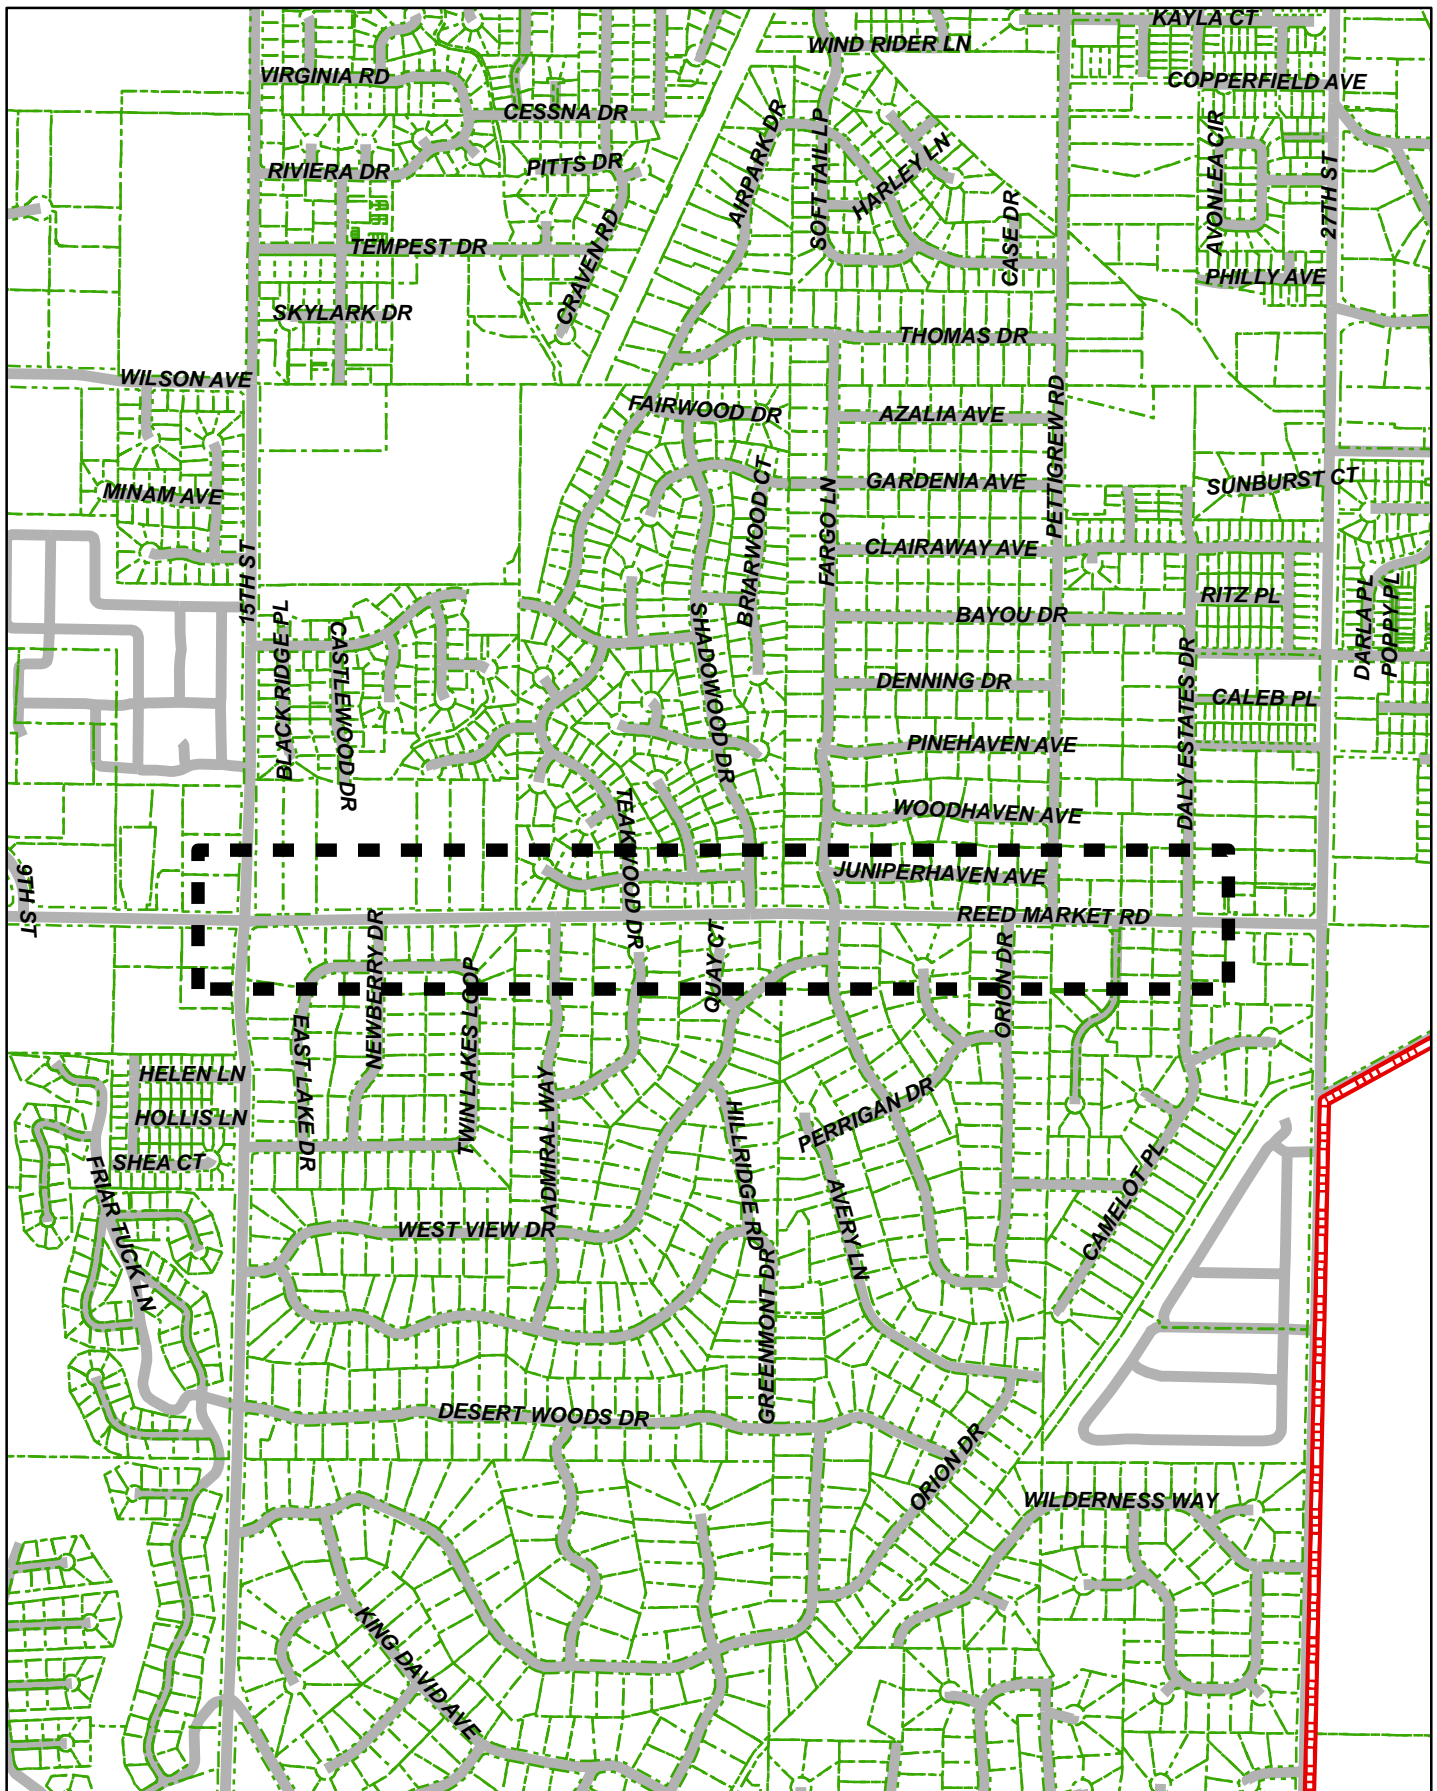 KAYLA CT
WIND RIDER LN
VIRGINIA RD
COPPERFIELD AVE
CESSNA DR
AIRPARK DR
SOFT TAIL LP
HARLEY LN
AVONLEA CIR
27TH ST
PITTS DR
RIVIERA DR
CASE DR
TEMPEST DR
CRAVEN RD
PHILLY AVE
SKYLARK DR
THOMAS DR
WILSON AVE
FAIRWOOD DR
AZALIA AVE
PETTIGREW RD
GARDENIA AVE
SUNBURST CT
MINAM AVE
BRIARWOOD CT
FARGO LN
CLAIRAWAY AVE
15TH ST
RITZ PL
DARLA PL
POPPY PL
BAYOU DR
BLACK RIDGE PL
CASTLEWOOD DR
SHADOWOOD DR
DENNING DR
DALY ESTATES DR
CALEB PL
PINEHAVEN AVE
TEAKWOOD DR
WOODHAVEN AVE
JUNIPERHAVEN AVE
9TH ST
REED MARKET RD
NEWBERRY DR
QUAY CT
ORION DR
TWIN LAKES LOOP
EAST LAKE DR
HELEN LN
ADMIRAL WAY
HOLLIS LN
PERRIGAN DR
HILLRIDGE RD
SHEA CT
CAMELOT PL
FRIAR TUCK LN
AVERY LN
WEST VIEW DR
GREENMONT DR
DESERT WOODS DR
ORION DR
WILDERNESS WAY
KING DAVID AVE